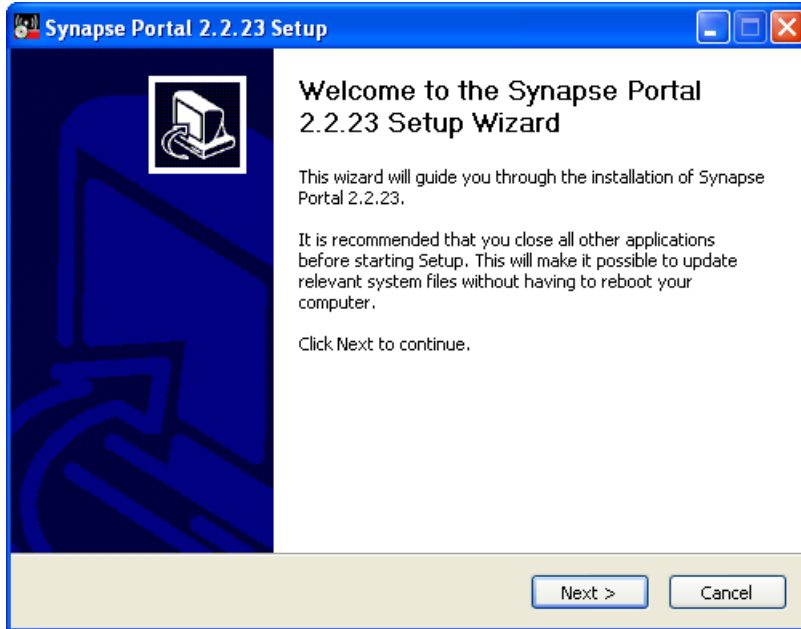 Synapse Portal 2.2.23 Setup
Welcome to the Synapse Portal
2.2.23 Setup Wizard
This wizard will guide you through the installation of Synapse
Portal 2.2.23.
It is recommended that you close all other applications
before starting Setup. This will make it possible to update
relevant system files without having to reboot your
computer.
Click Next to continue.
Next >
Cancel